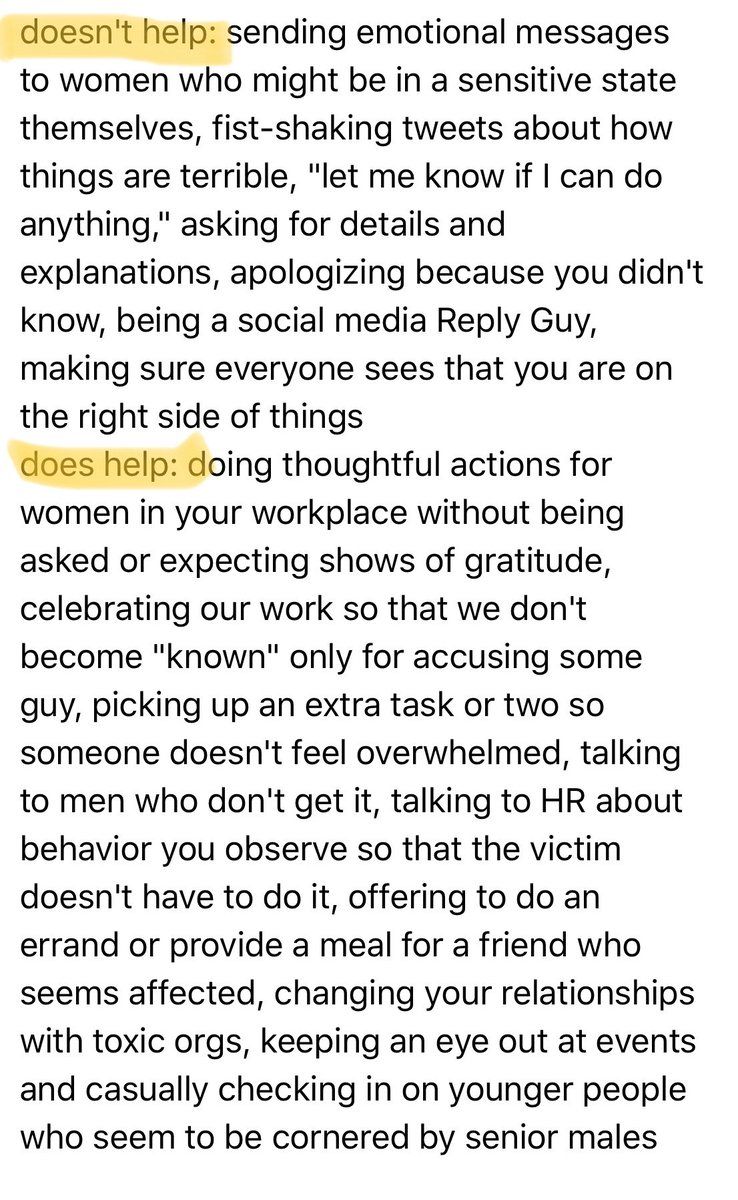 doesn't help: sending emotional messages
to women who might be in a sensitive state
themselves, fist-shaking tweets about how
things are terrible, "let me know if I can do
anything," asking for details and
explanations, apologizing because you didn't
know, being a social media Reply Guy,
making sure everyone sees that you are on
the right side of things
does help: doing thoughtful actions for
women in your workplace without being
asked or expecting shows of gratitude,
celebrating our work so that we don't
become "known" only for accusing some
guy, picking up an extra task or two so
someone doesn't feel overwhelmed, talking
to men who don't get it, talking to HR about
behavior you observe so that the victim
doesn't have to do it, offering to do an
errand or provide a meal for a friend who
seems affected, changing your relationships
with toxic orgs, keeping an eye out at events
and casually checking in on younger people
who seem to be cornered by senior males